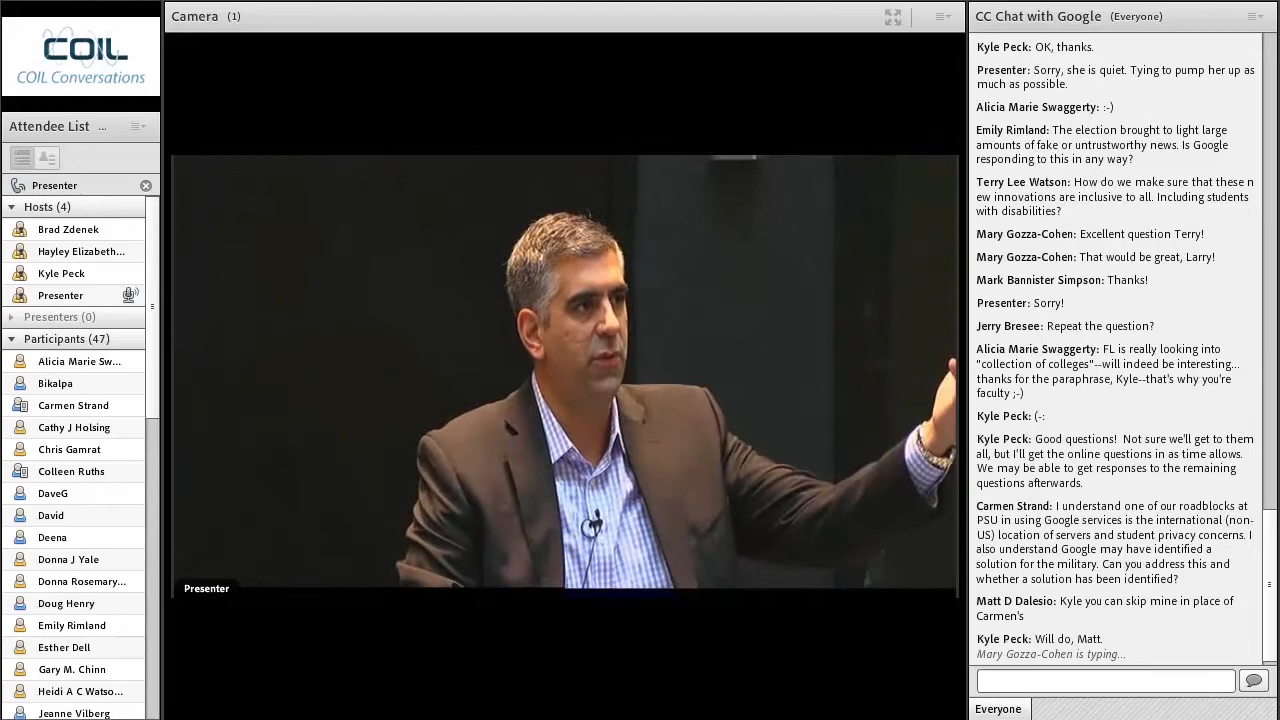 COIL
COIL Conversations
Attendee List ...
Presenter
Hosts (4)
Brad Zdenek
Hayley Elizabeth...
Kyle Peck
Presenter
Presenters (0)
Participants (47)
Alicia Marie Sw...
Bikalpa
Carmen Strand
Cathy J Holsing
Chris Gamrat
Colleen Ruths
DaveG
David
Deena
Donna J Yale
Donna Rosemary...
Doug Henry
Emily Rimland
Esther Dell
Gary M. Chinn
Heidi A C Watso...
Jeanne Vilberg
Camera (1)
Presenter
CC Chat with Google (Everyone)
Kyle Peck: OK, thanks.
Presenter: Sorry, she is quiet. Tying to pump her up as
much as possible.
Alicia Marie Swaggerty: :-)
Emily Rimland: The election brought to light large
amounts of fake or untrustworthy news. Is Google
responding to this in any way?
Terry Lee Watson: How do we make sure that these n
ew innovations are inclusive to all. Including students
with disabilities?
Mary Gozza-Cohen: Excellent question Terry!
Mary Gozza-Cohen: That would be great, Larry!
Mark Bannister Simpson: Thanks!
Presenter: Sorry!
Jerry Brease: Repeat the question?
Alicia Marie Swaggerty: FL is really looking into
"collection of colleges"--will indeed be interesting...
thanks for the paraphrase, Kyle--that's why you're
faculty ;-)
Kyle Peck: (-:
Kyle Peck: Good questions!  Not sure we'll get to them
all, but I'll get the online questions in as time allows.
We may be able to get responses to the remaining
questions afterwards.
Carmen Strand: I understand one of our roadblocks at
PSU in using Google services is the international (non-
US) location of servers and student privacy concerns. I
also understand Google may have identified a
solution for the military. Can you address this and
whether a solution has been identified?
Matt D Dalesio: Kyle you can skip mine in place of
Carmen's
Kyle Peck: Will do, Matt.
Mary Gozza-Cohen is typing...
Everyone